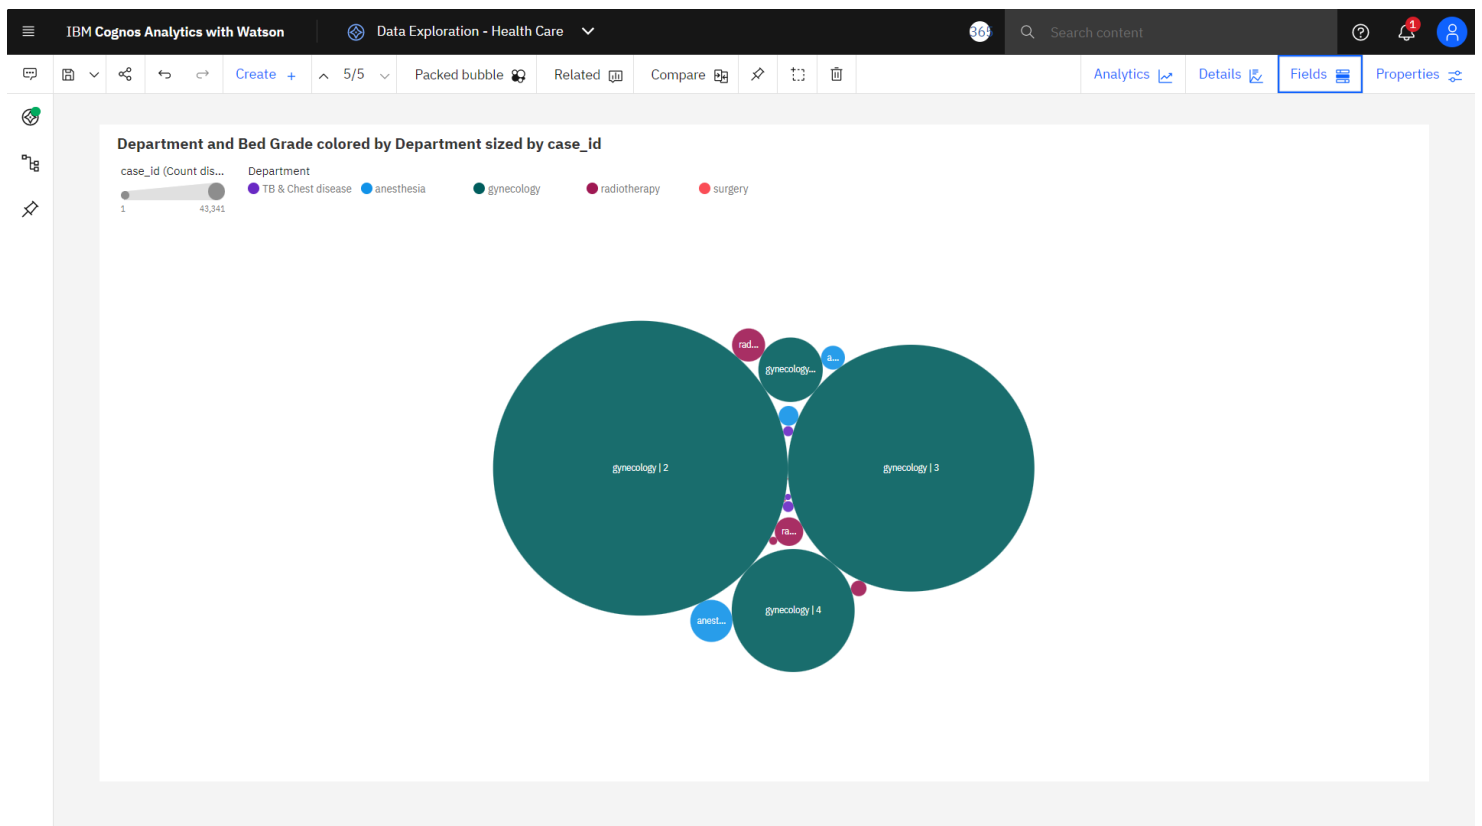 IBM Cognos Analytics with Watson
Data Exploration - Health Care
365
Search content
1
Create +
5/5
Packed bubble
Related
Compare
Analytics
Details
Fields
Properties
Department and Bed Grade colored by Department sized by case_id
case_id (Count dis...
1
43,341
Department
TB & Chest disease
anesthesia
gynecology
radiotherapy
surgery
rad...
gynecology...
a...
gynecology | 2
gynecology | 3
ra...
gynecology | 4
anest...